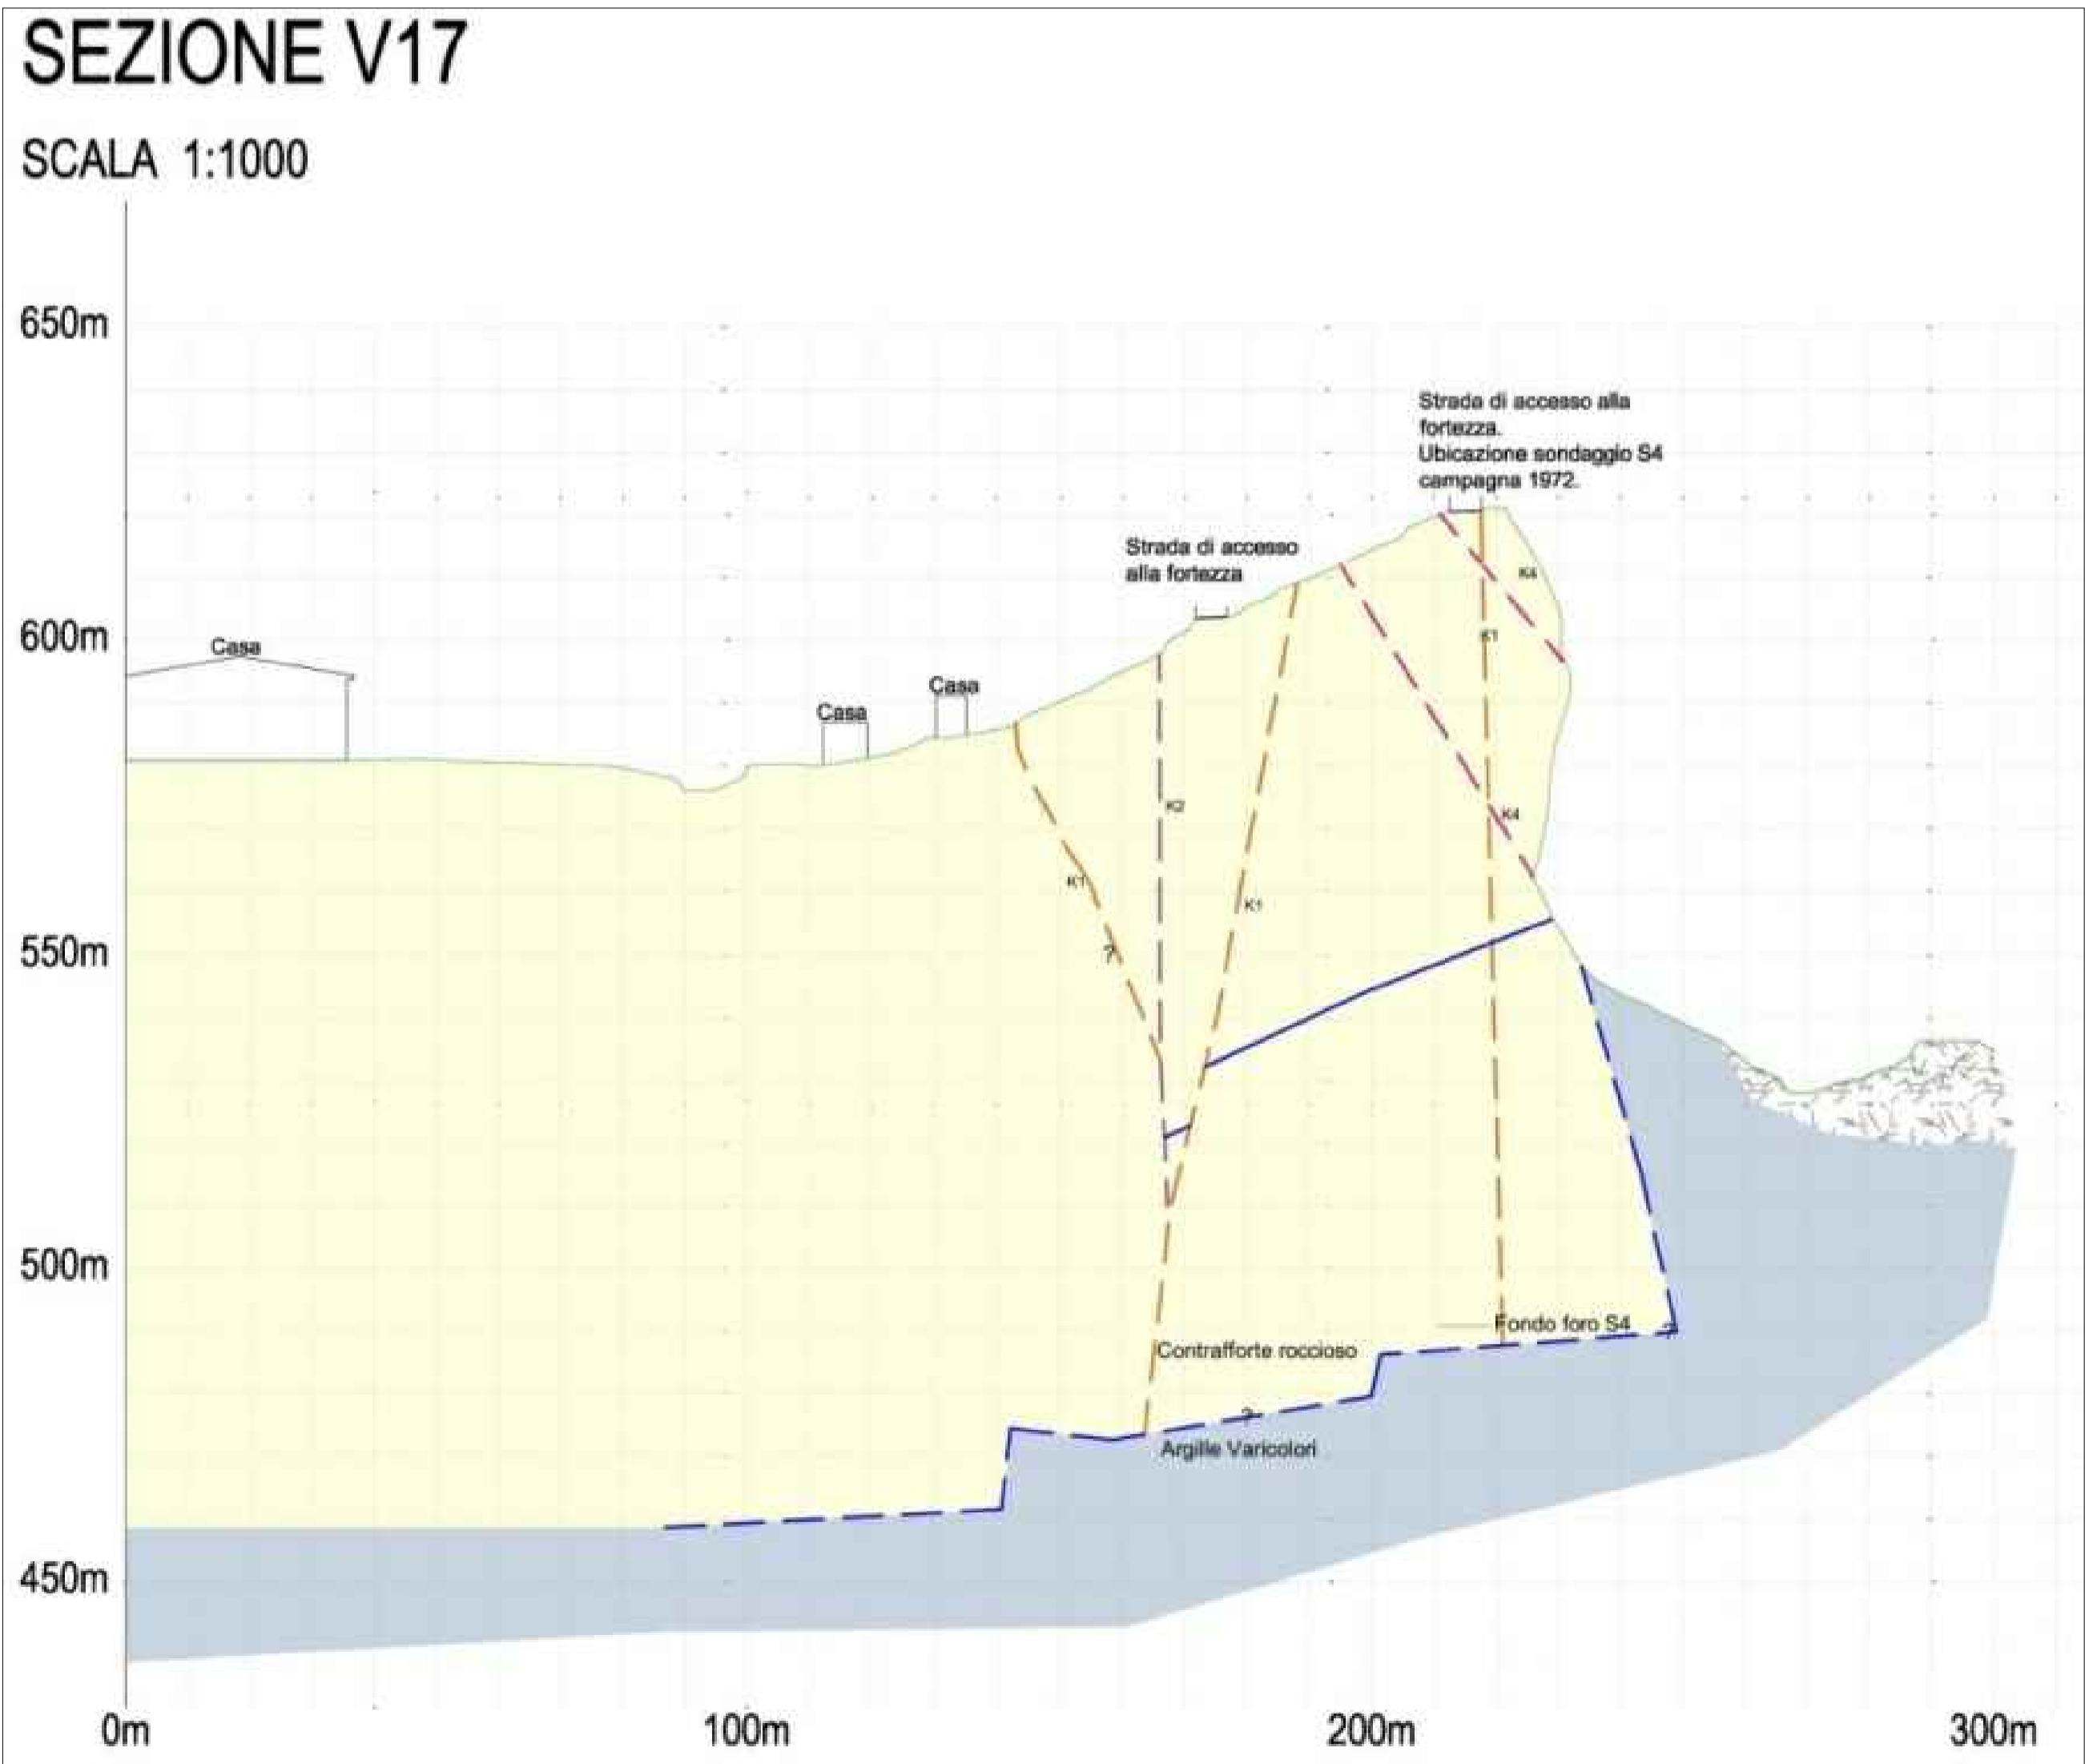 SEZIONE V17
SCALA 1:1000
650m
Strada di accesso alla
fortezza.
Ubicazione sondaggio S4
campagna 1972.
Strada di accesso
alla fortezza
K4
600m
K1
Casa
Casa
Casa
K2
K4
K1
K1
550m
?
500m
Fondo foro S4
?
Contrafforte roccioso
?
Argille Varicolori
450m
0m
100m
200m
300m